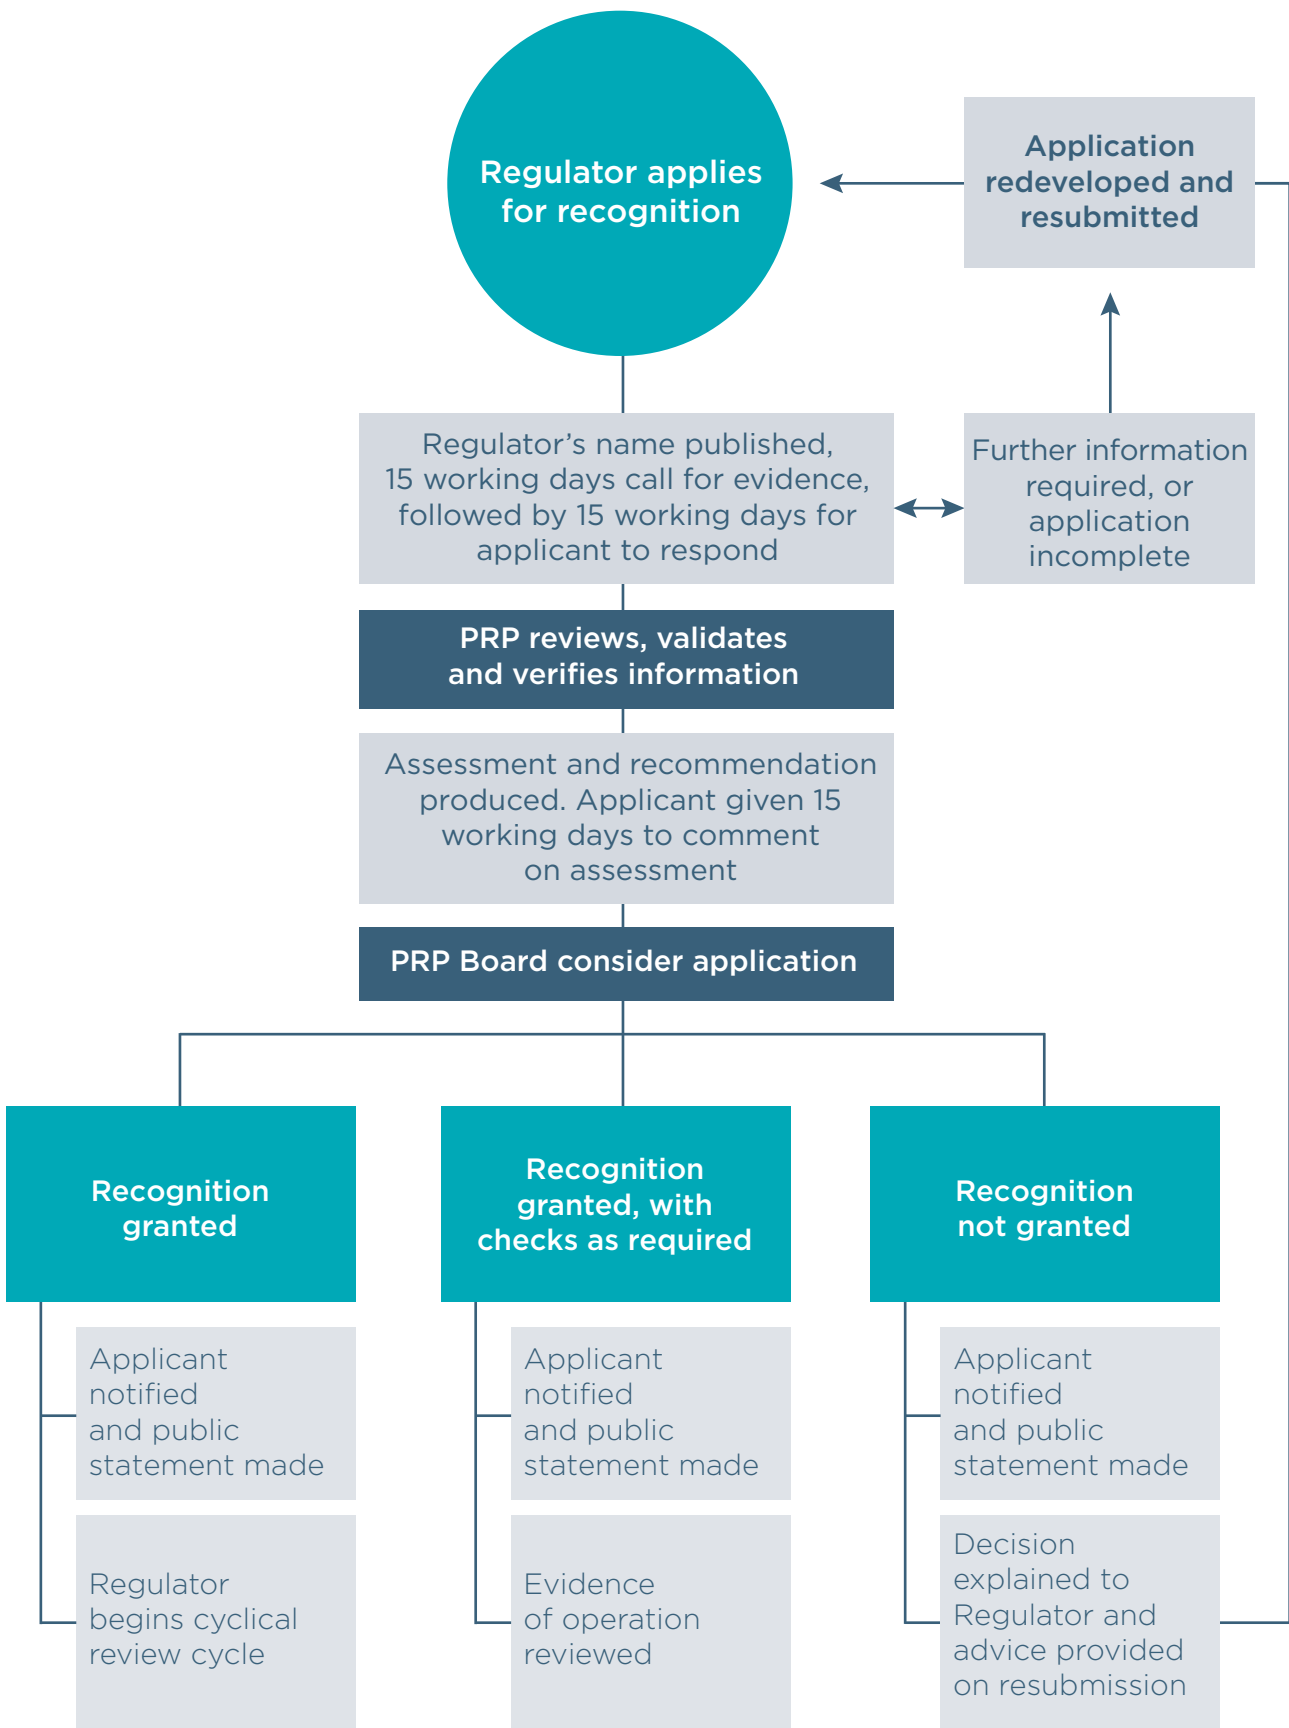 Regulator applies
for recognition
Application
redeveloped and
resubmitted
Regulator’s name published,
15 working days call for evidence,
followed by 15 working days for
applicant to respond
Further information
required, or
application
incomplete
PRP reviews, validates
and verifies information
Assessment and recommendation
produced. Applicant given 15
working days to comment
on assessment
PRP Board consider application
Recognition
granted
Applicant
notified
and public
statement made
Regulator
begins cyclical
review cycle
Recognition
granted, with
checks as required
Applicant
notified
and public
statement made
Evidence
of operation
reviewed
Recognition
not granted
Applicant
notified
and public
statement made
Decision
explained to
Regulator and
advice provided
on resubmission